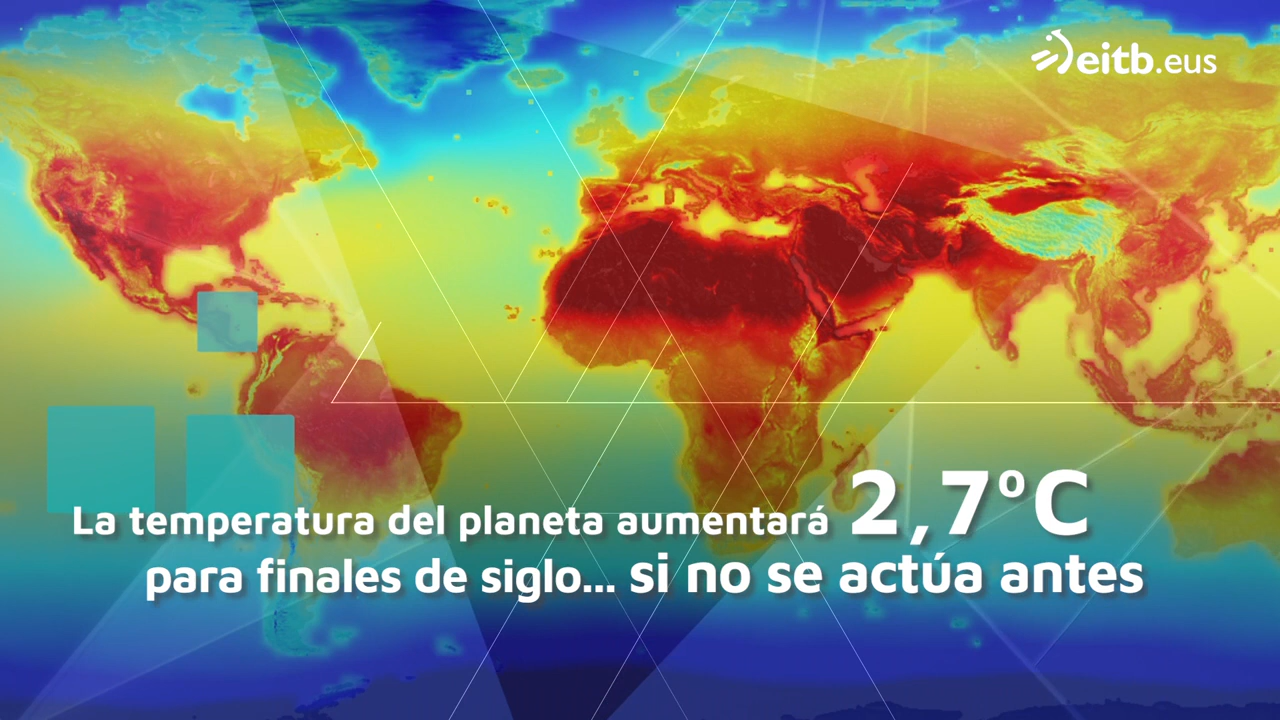 eitb.eus
La temperatura del planeta aumentará 2,7ºC
para finales de siglo... si no se actúa antes